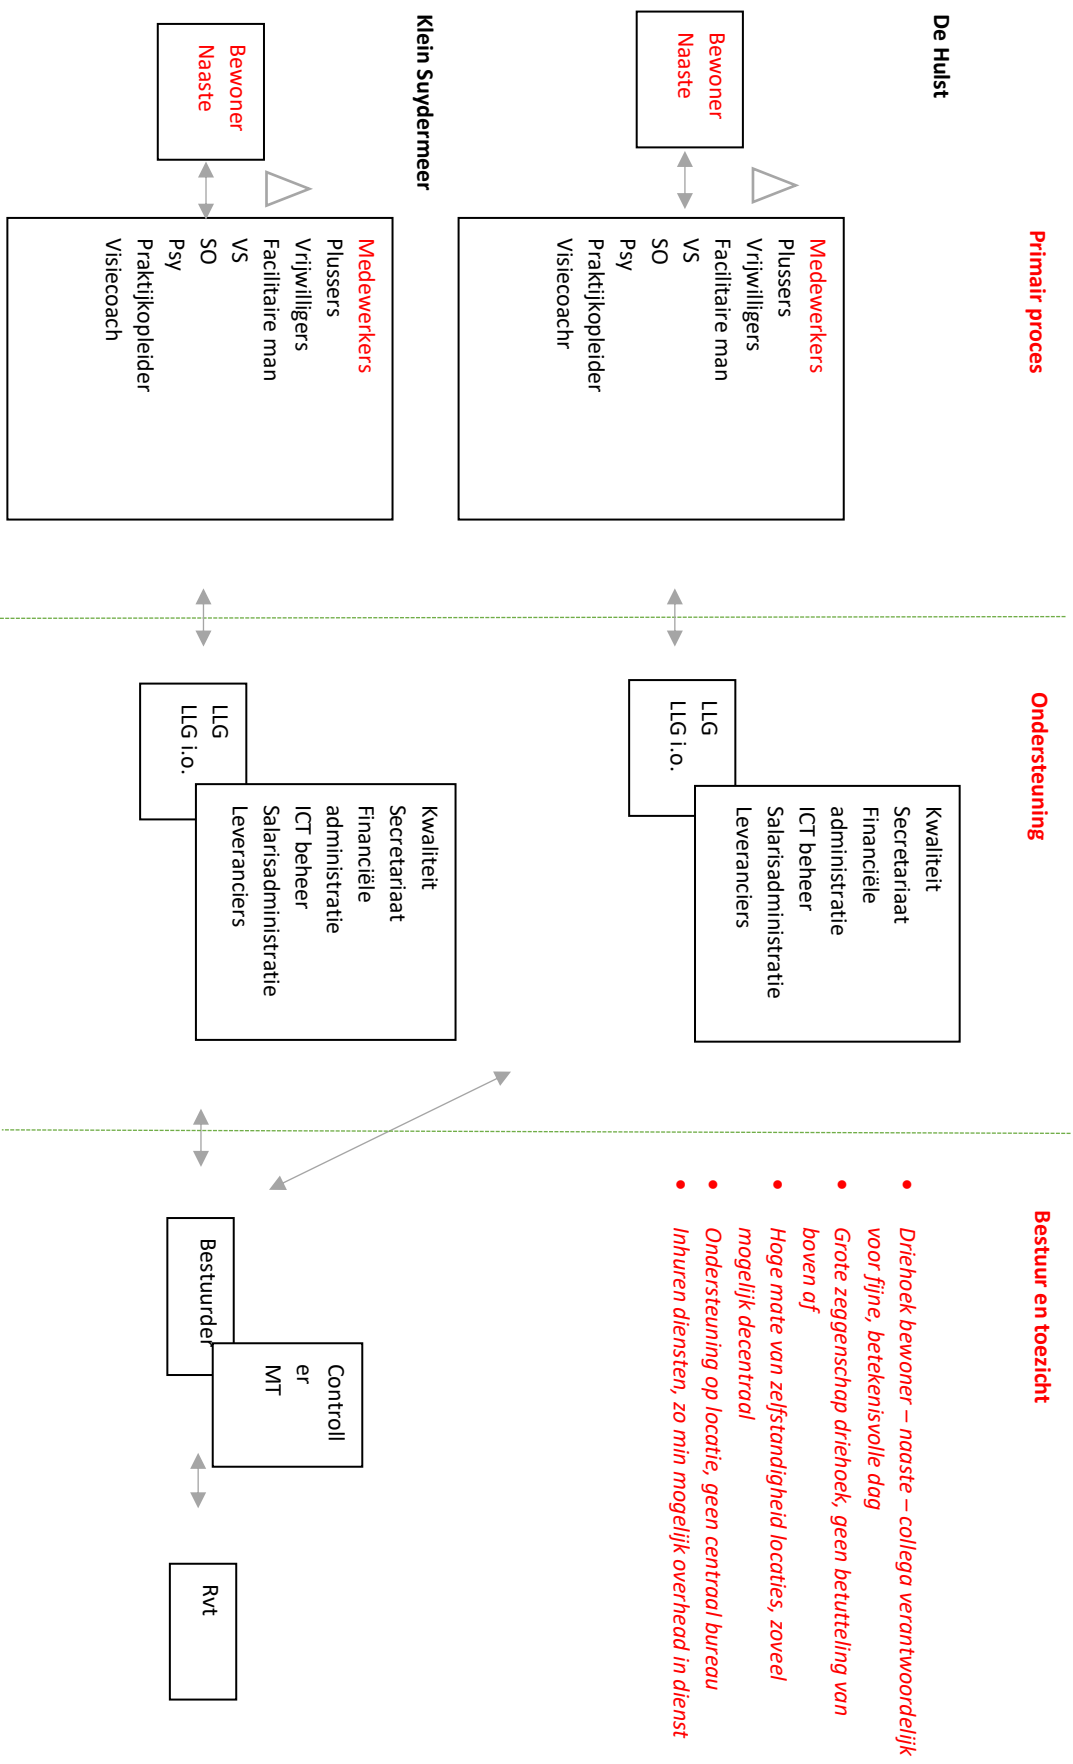 Primair proces
Ondersteuning
Bestuur en toezicht
De Hulst
Bewoner
Naaste
Medewerkers
Plussers
Vrijwilligers
Facilitaire man
VS
SO
Psy
Praktijkopleider
Visiecoachr
LLG
LLG i.o.
Kwaliteit
Secretariaat
Financiële
administratie
ICT beheer
Salarisadministratie
Leveranciers
• Driehoek bewoner – naaste – collega verantwoordelijk
voor fijne, betekenisvolle dag
• Grote zeggenschap driehoek, geen betutteling van
boven af
• Hoge mate van zelfstandigheid locaties, zoveel
mogelijk decentraal
• Ondersteuning op locatie, geen centraal bureau
• Inhuren diensten, zo min mogelijk overhead in dienst
Klein Suydermeer
Bewoner
Naaste
Medewerkers
Plussers
Vrijwilligers
Facilitaire man
VS
SO
Psy
Praktijkopleider
Visiecoach
LLG
LLG i.o.
Kwaliteit
Secretariaat
Financiële
administratie
ICT beheer
Salarisadministratie
Leveranciers
Bestuurder
Controll
er
MT
Rvt